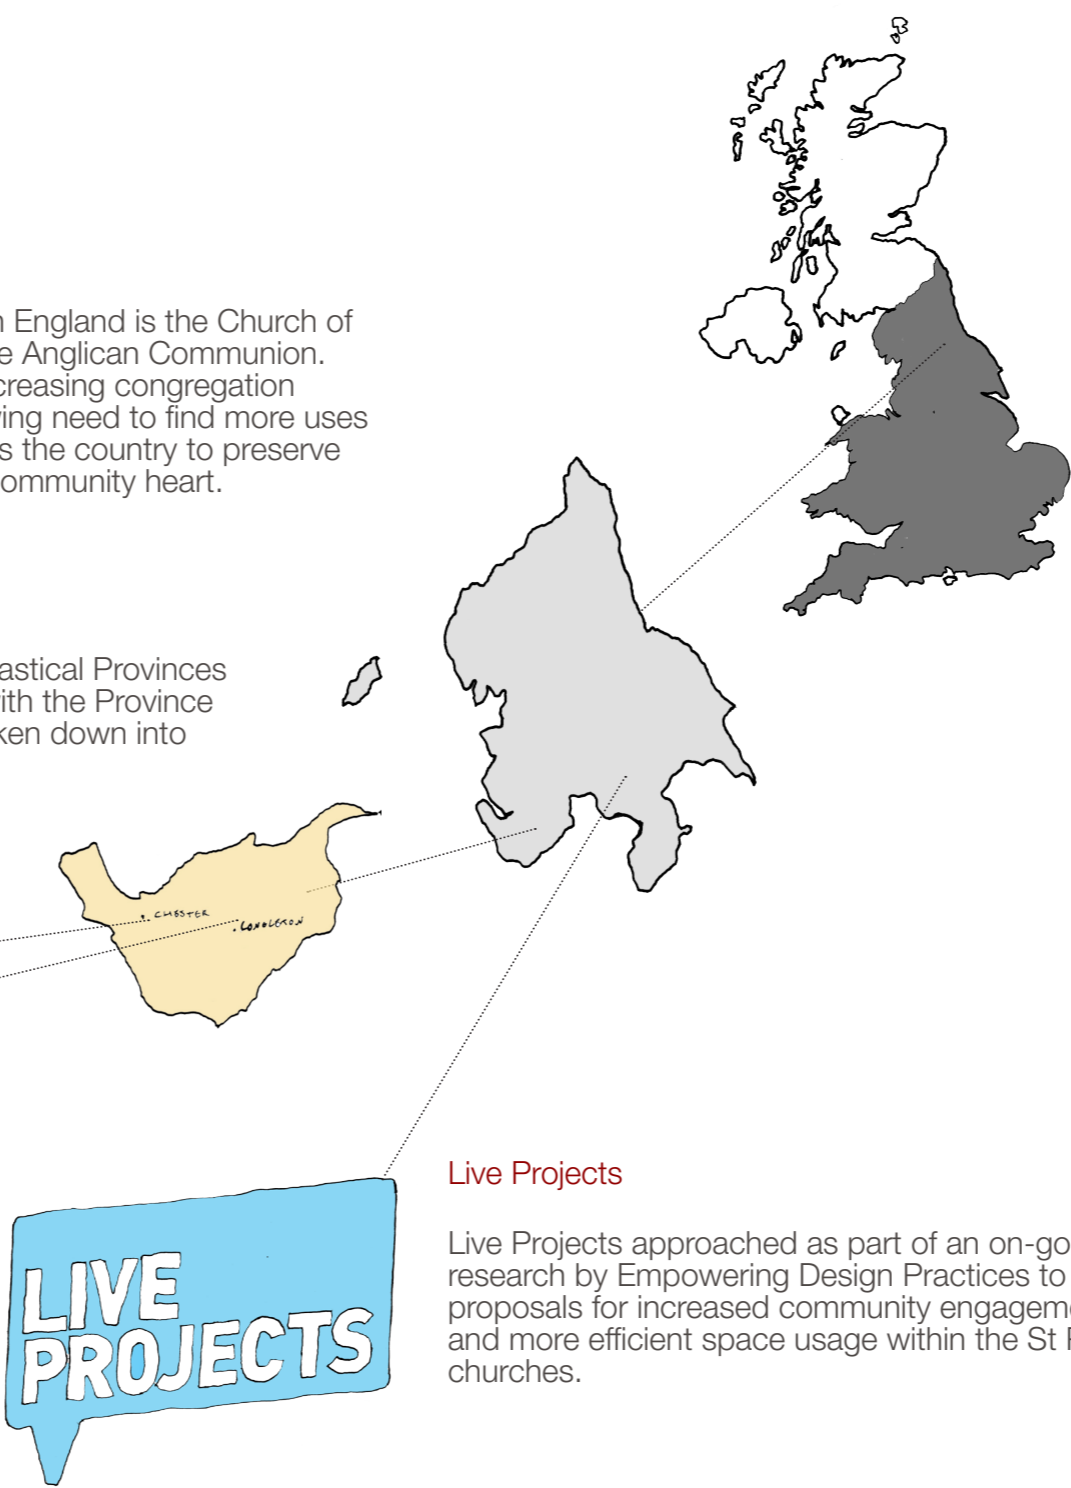 n England is the Church of
e Anglican Communion.
creasing congregation
ving need to find more uses
s the country to preserve
ommunity heart.
astical Provinces
vith the Province
ken down into
CHESTER
CONGLETON
LIVE
PROJECTS
Live Projects
Live Projects approached as part of an on-go
research by Empowering Design Practices to
proposals for increased community engageme
and more efficient space usage within the St P
churches.